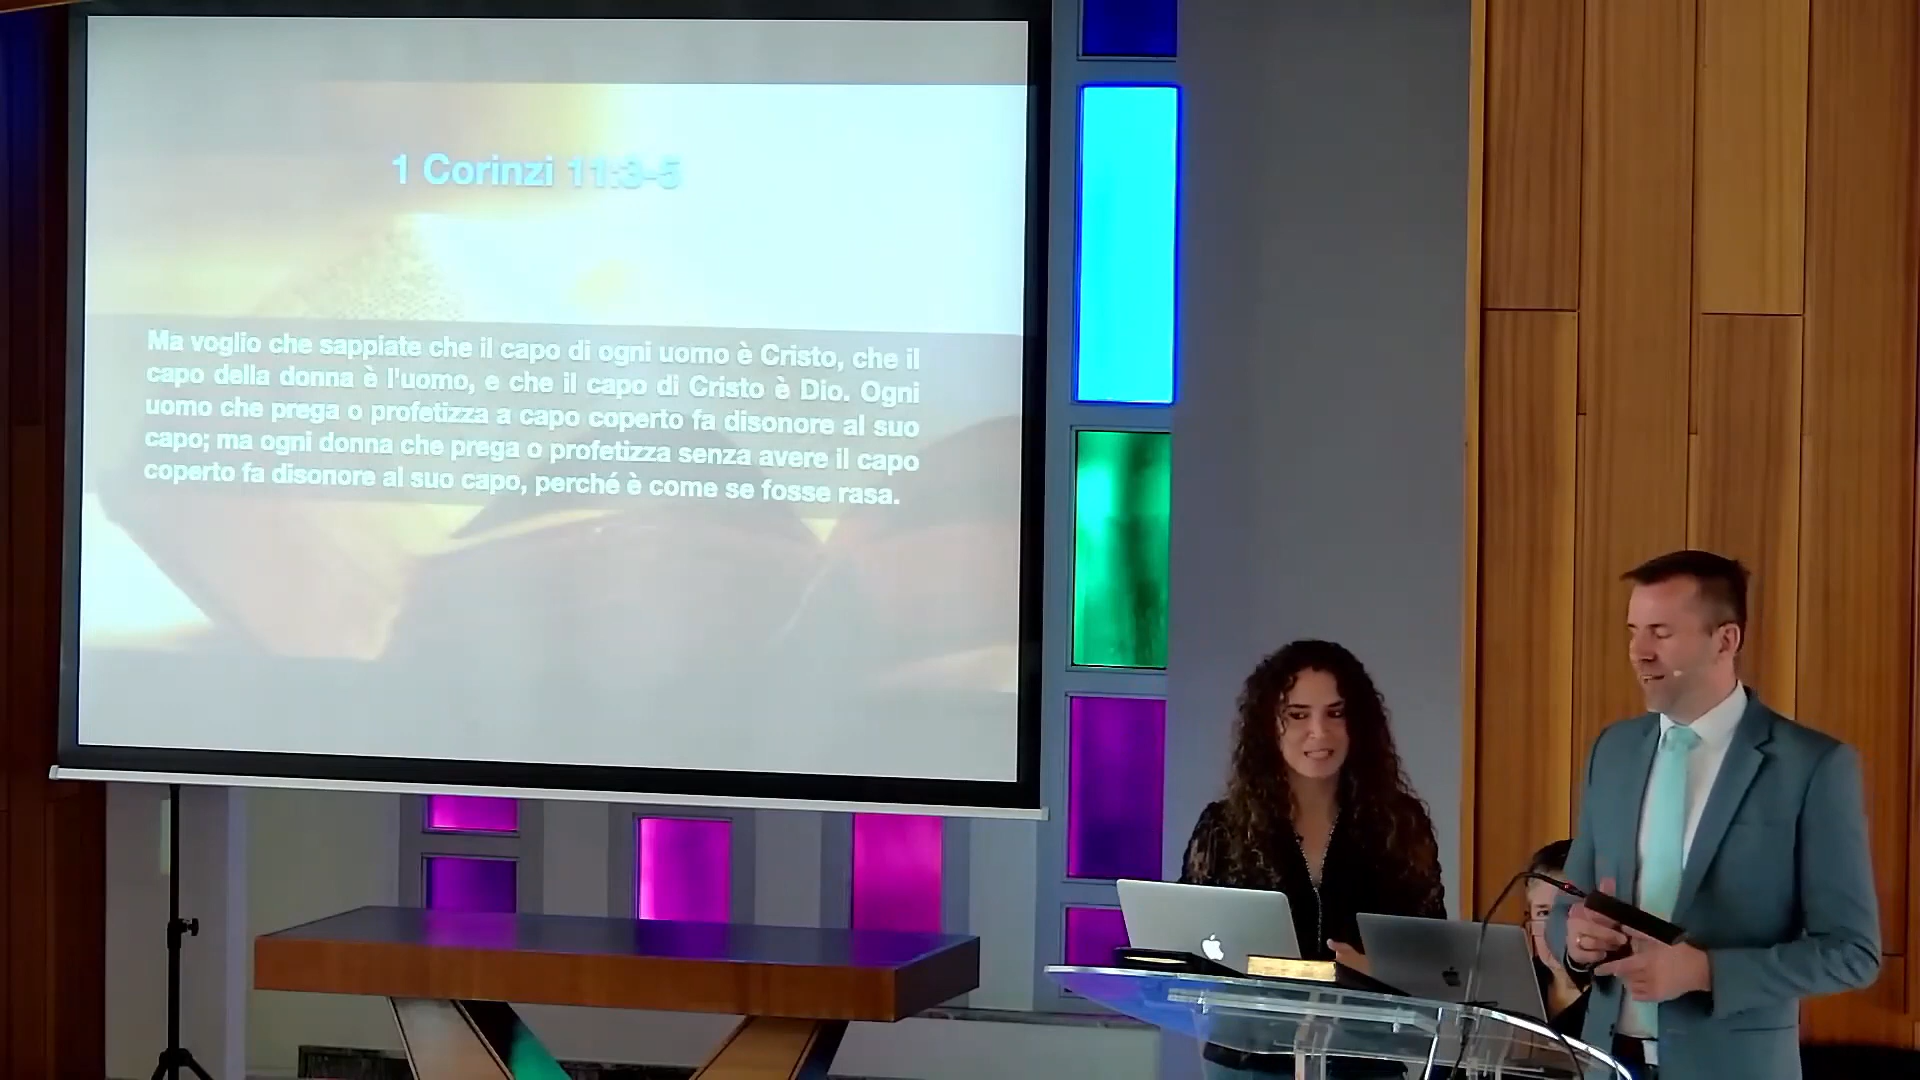 1 Corinzi 11:3-5
Ma voglio che sappiate che il capo di ogni uomo è Cristo, che il
capo della donna è l'uomo, e che il capo di Cristo è Dio. Ogni
uomo che prega o profetizza a capo coperto fa disonore al suo
capo; ma ogni donna che prega o profetizza senza avere il capo
coperto fa disonore al suo capo, perché è come se fosse rasa.